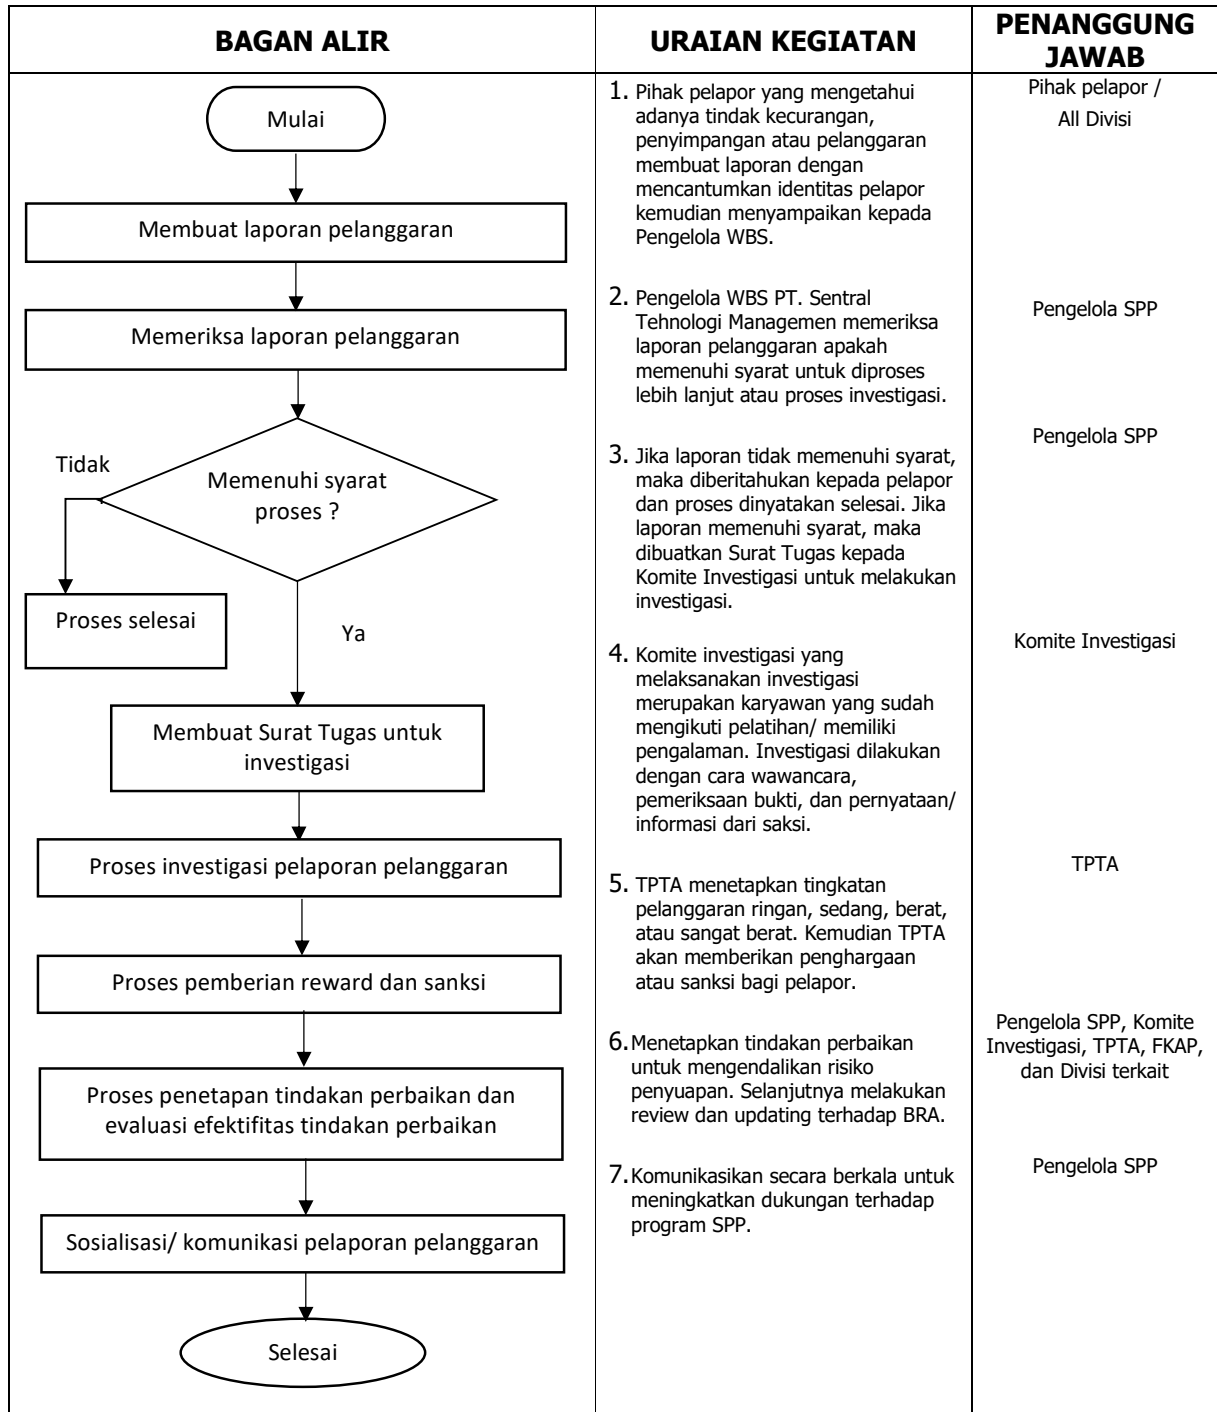 BAGAN ALIR
URAIAN KEGIATAN
PENANGGUNG
JAWAB
Mulai
Membuat laporan pelanggaran
Memeriksa laporan pelanggaran
Memenuhi syarat
proses ?
Tidak
Proses selesai
Ya
Membuat Surat Tugas untuk
investigasi
Proses investigasi pelaporan pelanggaran
Proses pemberian reward dan sanksi
Proses penetapan tindakan perbaikan dan
evaluasi efektifitas tindakan perbaikan
Sosialisasi/ komunikasi pelaporan pelanggaran
Selesai
1. Pihak pelapor yang mengetahui
adanya tindak kecurangan,
penyimpangan atau pelanggaran
membuat laporan dengan
mencantumkan identitas pelapor
kemudian menyampaikan kepada
Pengelola WBS.
2. Pengelola WBS PT. Sentral
Tehnologi Managemen memeriksa
laporan pelanggaran apakah
memenuhi syarat untuk diproses
lebih lanjut atau proses investigasi.
3. Jika laporan tidak memenuhi syarat,
maka diberitahukan kepada pelapor
dan proses dinyatakan selesai. Jika
laporan memenuhi syarat, maka
dibuatkan Surat Tugas kepada
Komite Investigasi untuk melakukan
investigasi.
4. Komite investigasi yang
melaksanakan investigasi
merupakan karyawan yang sudah
mengikuti pelatihan/ memiliki
pengalaman. Investigasi dilakukan
dengan cara wawancara,
pemeriksaan bukti, dan pernyataan/
informasi dari saksi.
5. TPTA menetapkan tingkatan
pelanggaran ringan, sedang, berat,
atau sangat berat. Kemudian TPTA
akan memberikan penghargaan
atau sanksi bagi pelapor.
6. Menetapkan tindakan perbaikan
untuk mengendalikan risiko
penyuapan. Selanjutnya melakukan
review dan updating terhadap BRA.
7. Komunikasikan secara berkala untuk
meningkatkan dukungan terhadap
program SPP.
Pihak pelapor /
All Divisi
Pengelola SPP
Pengelola SPP
Komite Investigasi
TPTA
Pengelola SPP, Komite
Investigasi, TPTA, FKAP,
dan Divisi terkait
Pengelola SPP